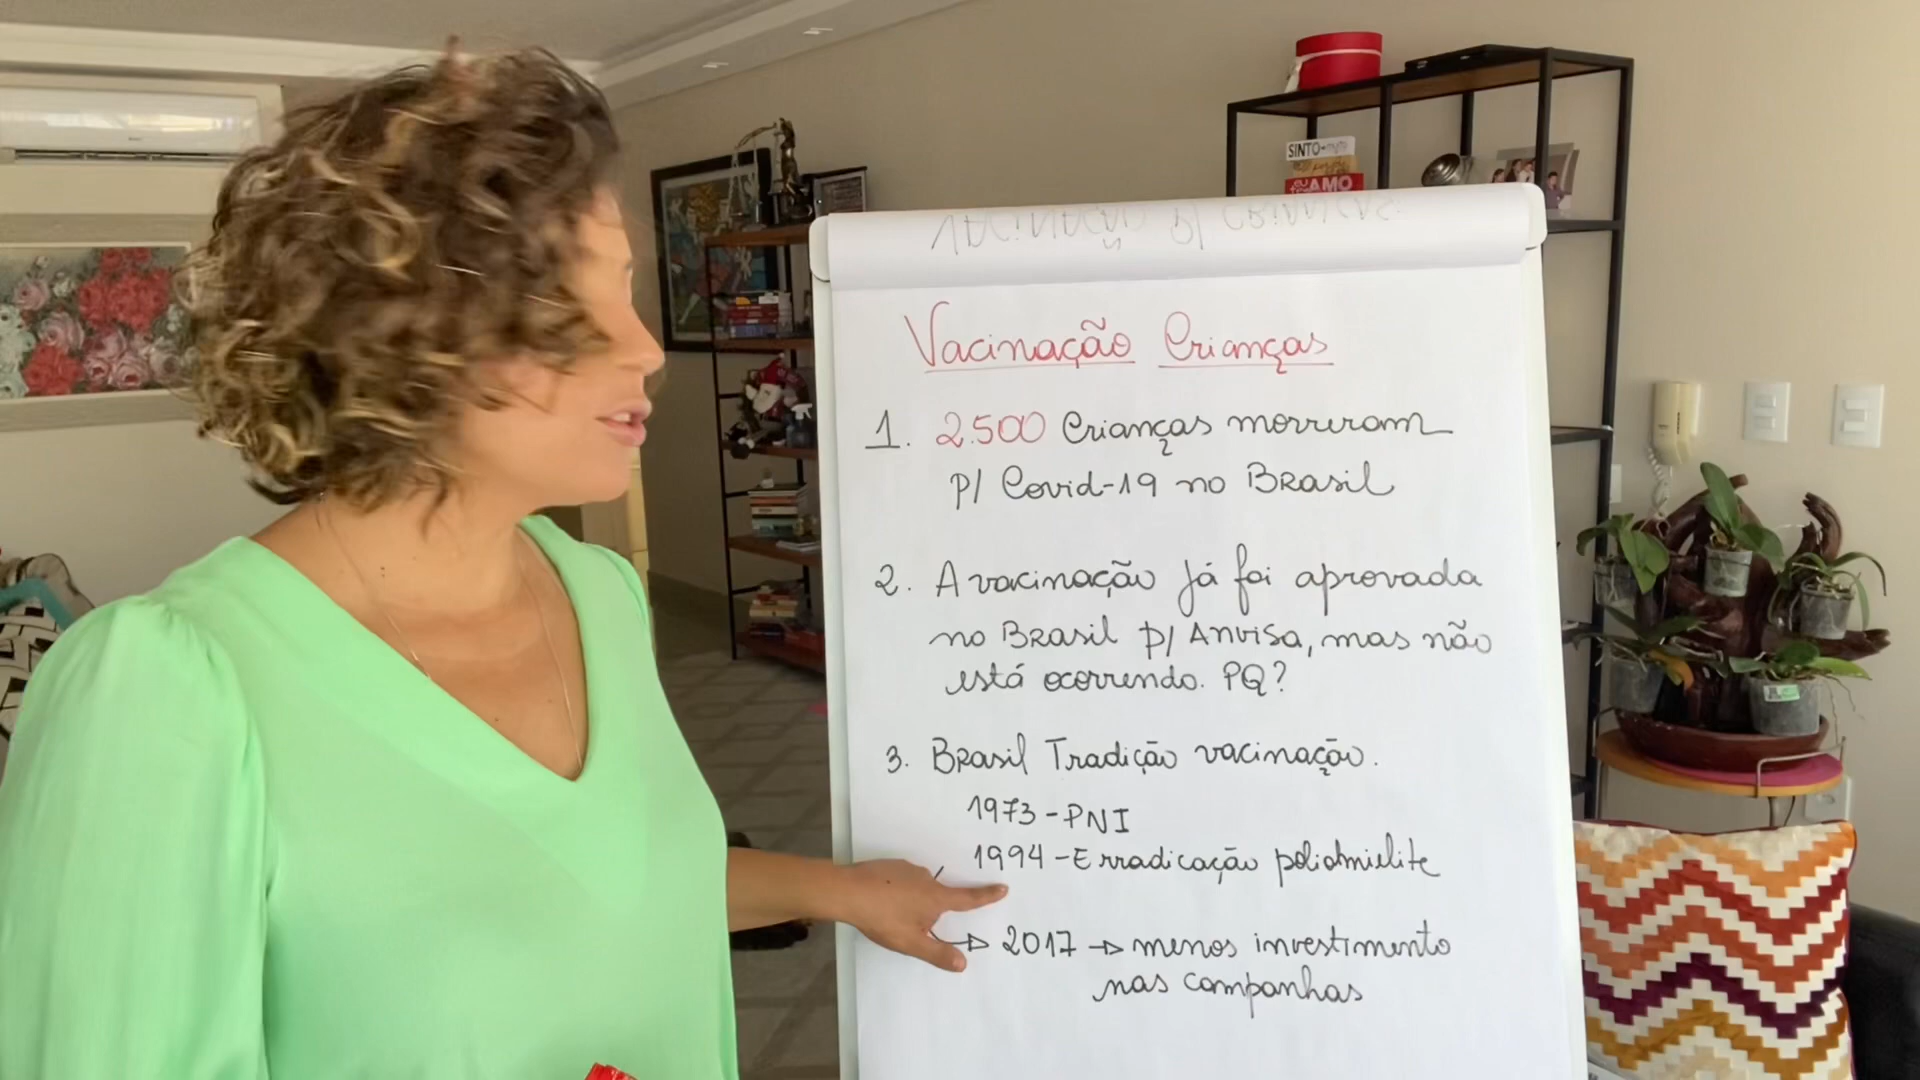 SINTO-
AMO
Vacinação Crianças
1. 2.500 Crianças morreram
p/ Covid-19 no Brasil
2. A vacinação já foi aprovada
no Brasil p/ Anvisa, mas não
está ocorrendo. PQ?
3. Brasil Tradição vacinação.
1973 - PNI
1994 - Erradicação poliomielite
→ 2017 → menos investimento
nas campanhas